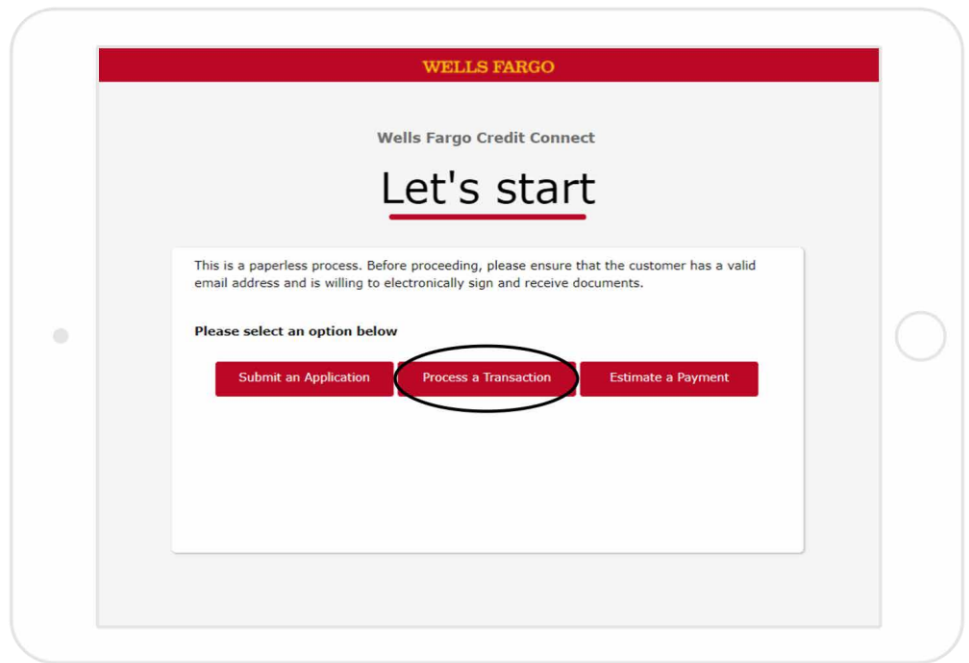 WELLS FARGO
Wells Fargo Credit Connect
Let's start
This is a paperless process. Before proceeding, please ensure that the customer has a valid
email address and is willing to electronically sign and receive documents.
Please select an option below
Submit an Application Process a Transaction Estimate a Payment